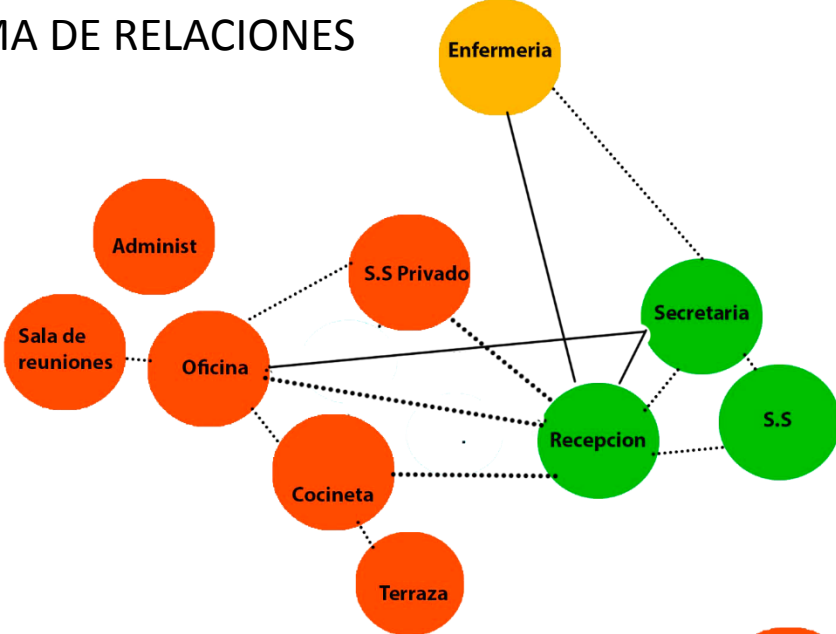 MA DE RELACIONES
Enfermeria
Administ
S.S Privado
Secretaria
Sala de
reuniones
Oficina
S.S
Recepcion
Cocineta
Terraza